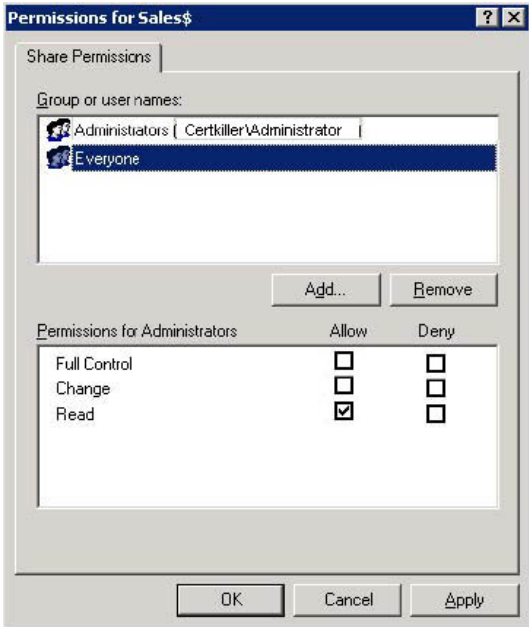 Permissions for Sales$
Share Permissions
Group or user names:
Administrators ( Certkiller\Administrator
Everyone
Add... Remove
Permissions for Administrators Allow Deny
Full Control
Change
Read
OK Cancel Apply